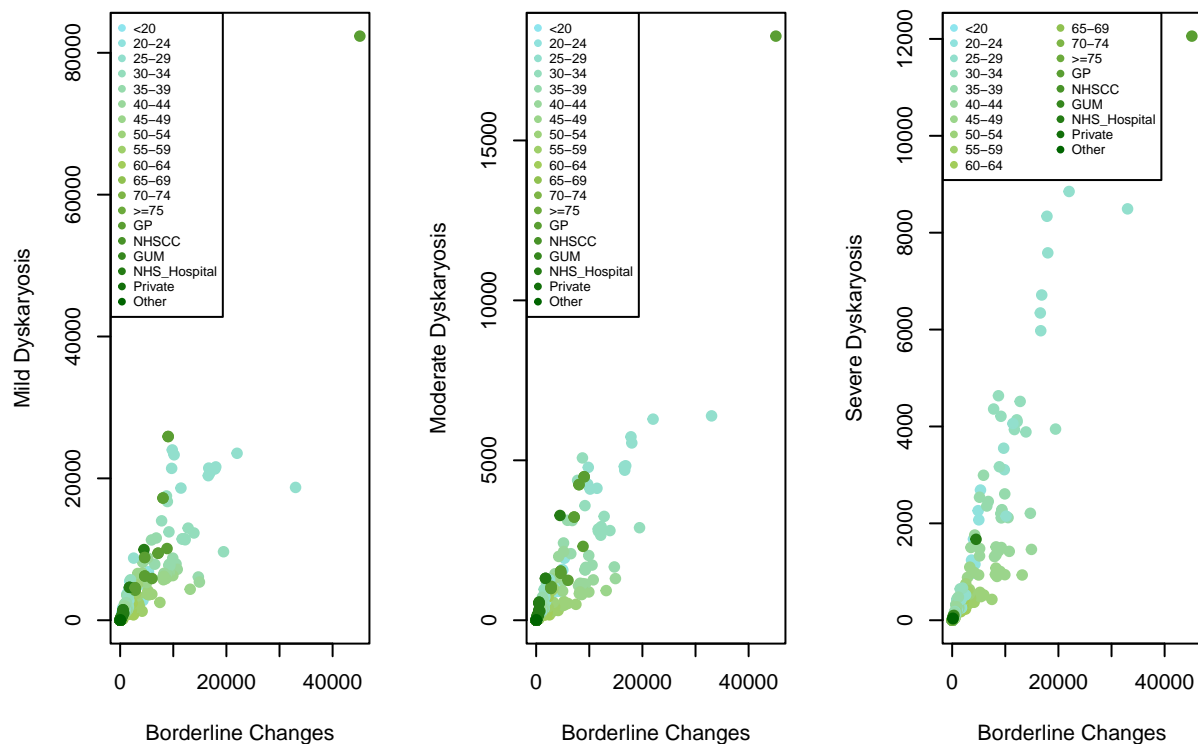 <20
20−24
25−29
30−34
35−39
40−44
45−49
50−54
55−59
60−64
65−69
70−74
>=75
GP
NHSCC
GUM
NHS_Hospital
Private
Other
Mild Dyskaryosis
0
20000
40000
60000
80000
0
20000
40000
Borderline Changes
<20
20−24
25−29
30−34
35−39
40−44
45−49
50−54
55−59
60−64
65−69
70−74
>=75
GP
NHSCC
GUM
NHS_Hospital
Private
Other
Moderate Dyskaryosis
0
5000
10000
15000
0
20000
40000
Borderline Changes
<20
20−24
25−29
30−34
35−39
40−44
45−49
50−54
55−59
60−64
65−69
70−74
>=75
GP
NHSCC
GUM
NHS_Hospital
Private
Other
Severe Dyskaryosis
0
2000
4000
6000
8000
10000
12000
0
20000
40000
Borderline Changes